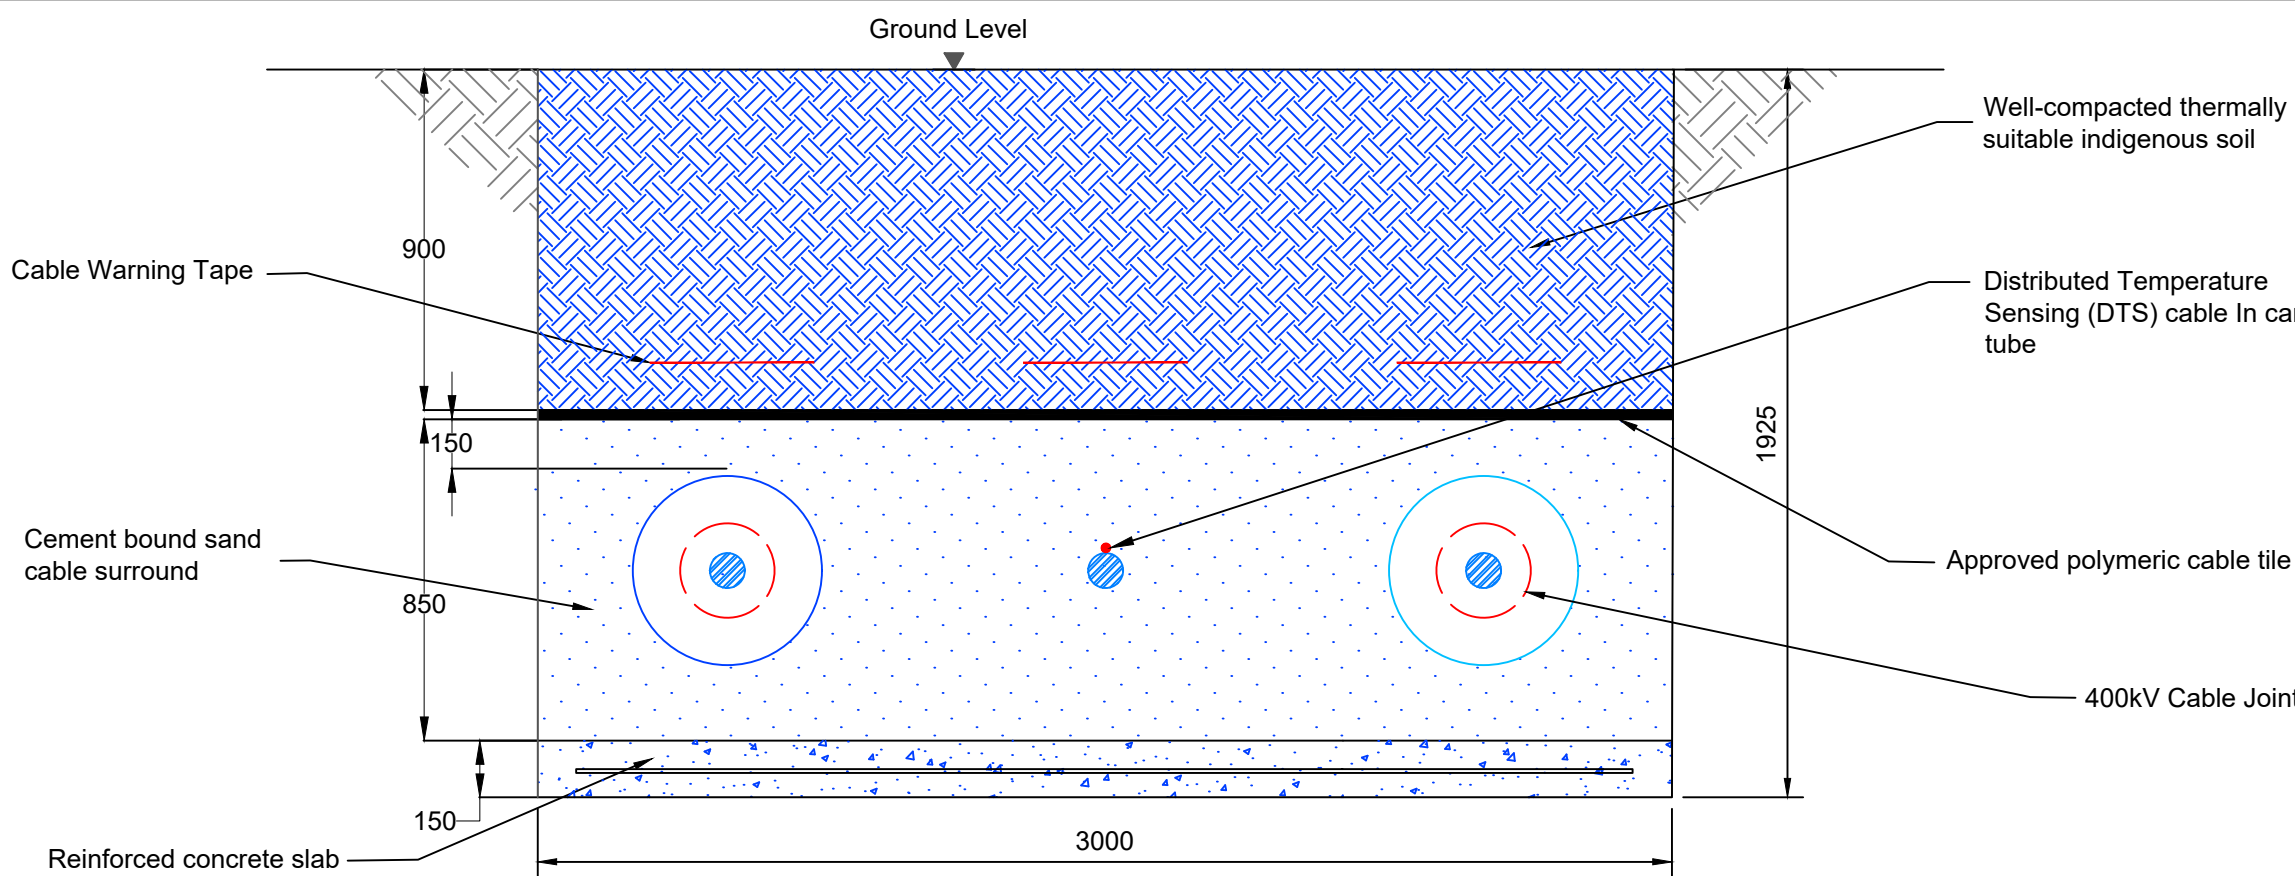 Ground Level
Well-compacted thermally
suitable indigenous soil
900
Cable Warning Tape
Distributed Temperature
Sensing (DTS) cable In
tube
1925
150
Cement bound sand
cable surround
Approved polymeric cable tile
850
400kV Cable Joint
150
3000
Reinforced concrete slab